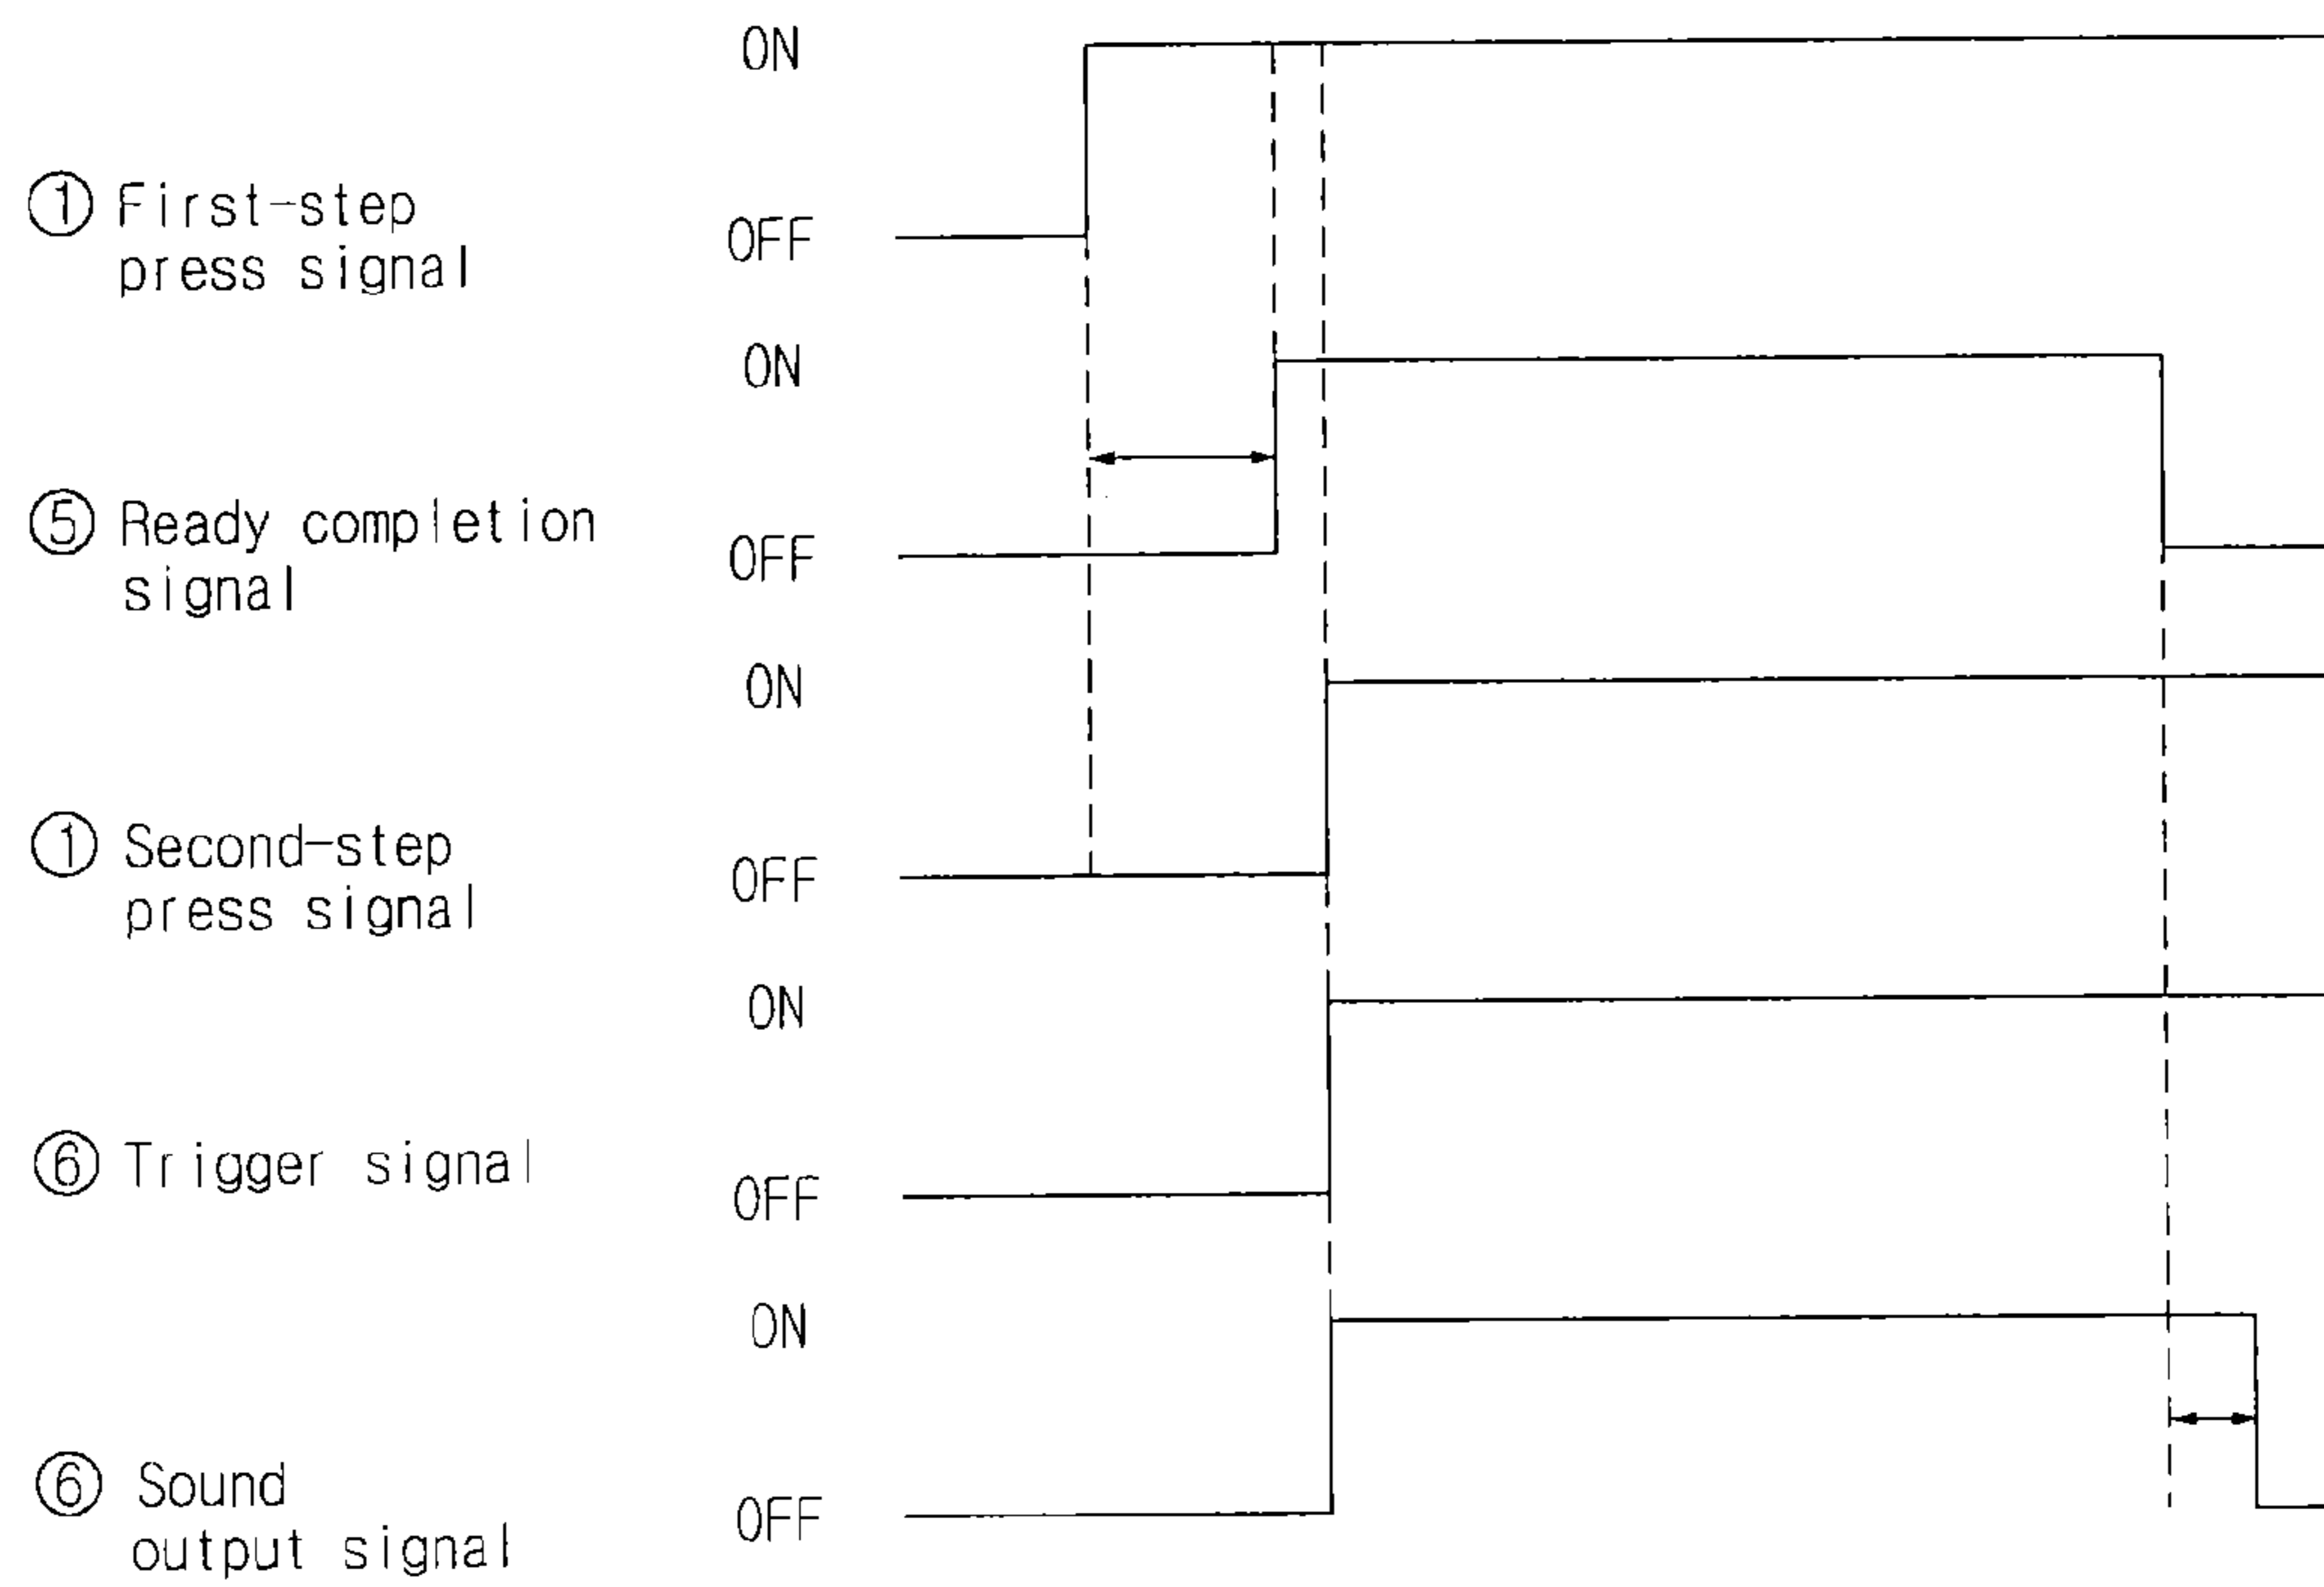 ON
① First-step
press signal
OFF
ON
⑤ Ready completion
signal
OFF
ON
① Second-step
press signal
OFF
ON
⑥ Trigger signal
OFF
ON
⑥ Sound
output signal
OFF